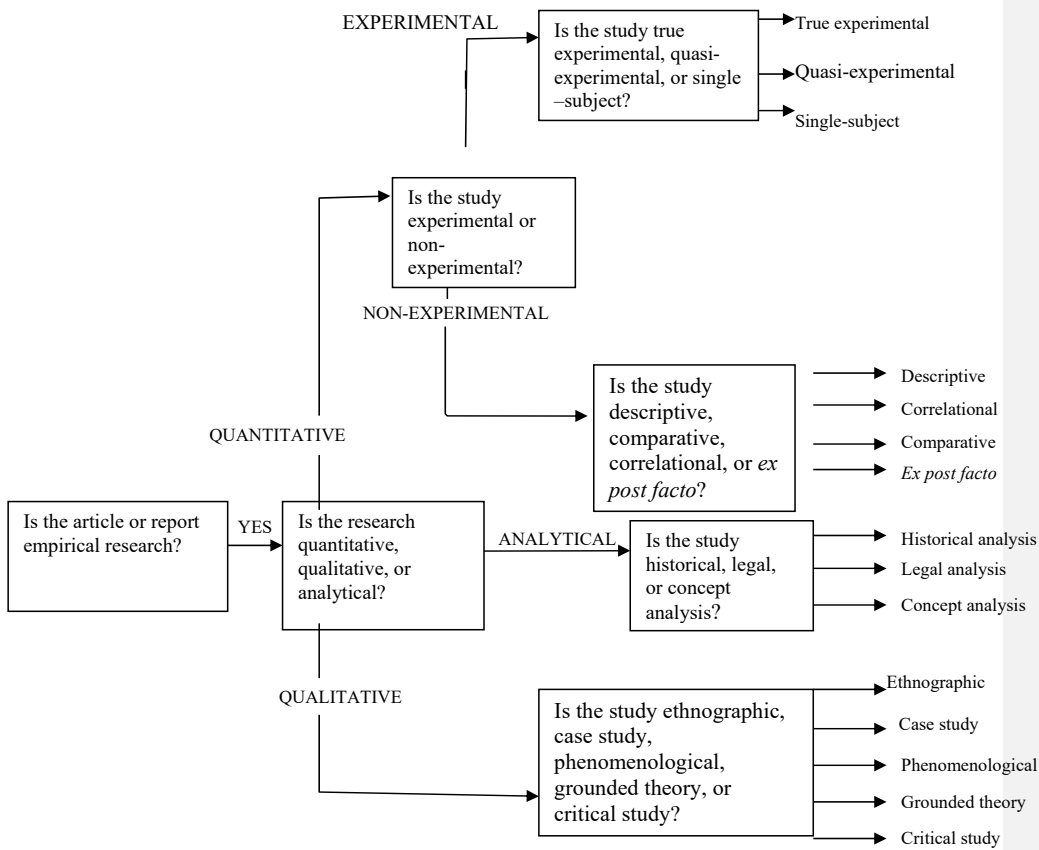 EXPERIMENTAL
Is the study true
experimental, quasi-
experimental, or single
–subject?
True experimental
Quasi-experimental
Single-subject
Is the study
experimental or
non-
experimental?
NON-EXPERIMENTAL
Is the study
descriptive,
comparative,
correlational, or ex
post facto?
Descriptive
Correlational
Comparative
Ex post facto
QUANTITATIVE
Is the article or report
empirical research?
YES
Is the research
quantitative,
qualitative, or
analytical?
ANALYTICAL
Is the study
historical, legal,
or concept
analysis?
Historical analysis
Legal analysis
Concept analysis
QUALITATIVE
Is the study ethnographic,
case study,
phenomenological,
grounded theory, or
critical study?
Ethnographic
Case study
Phenomenological
Grounded theory
Critical study